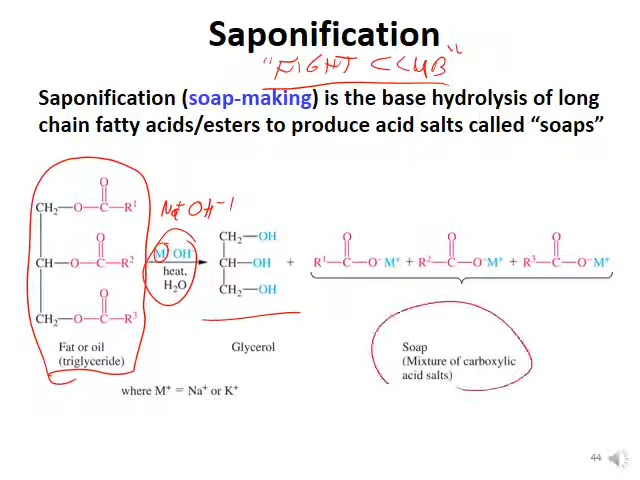 Saponification
"FIGHT CLUB"
Saponification (soap-making) is the base hydrolysis of long
chain fatty acids/esters to produce acid salts called “soaps”
Na+ OH-1
O
CH₂—O—C—R¹
O
CH—O—C—R²
O
CH₂—O—C—R³
M⁺ OH⁻
heat,
H₂O
CH₂—OH
CH—OH
CH₂—OH
+
O O O
R¹—C—O⁻M⁺ + R²—C—O⁻M⁺ + R³—C—O⁻M⁺
Fat or oil
(triglyceride)
Glycerol
Soap
(Mixture of carboxylic
acid salts)
where M⁺ = Na⁺ or K⁺
44